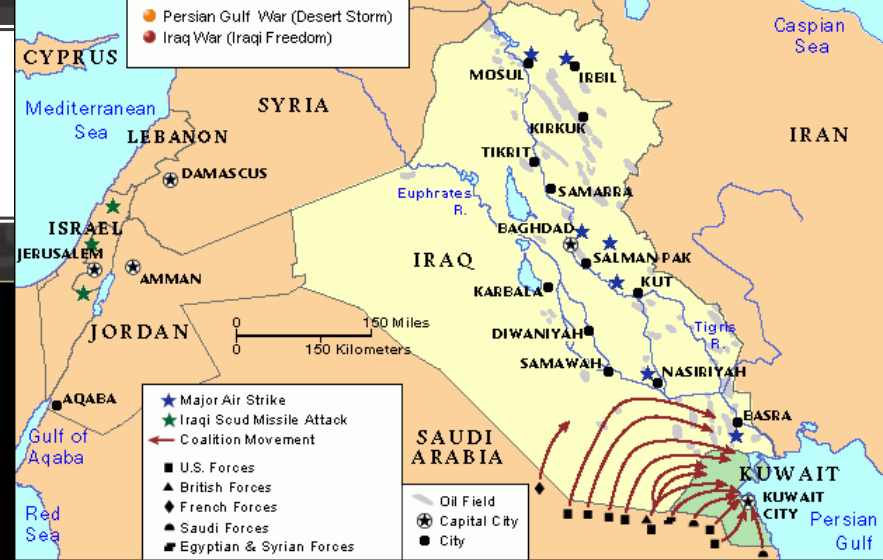 Persian Gulf War (Desert Storm)
Iraq War (Iraqi Freedom)
CYPRUS
Caspian
Sea
MOSUL
IRBIL
Mediterranean
Sea
SYRIA
LEBANON
KIRKUK
IRAN
TIKRIT
DAMASCUS
SAMARRA
Euphrates
R.
ISRAEL
BAGHDAD
JERUSALEM
IRAQ
SALMAN PAK
AMMAN
KARBALA
KUT
0
150 Miles
0
150 Kilometers
JORDAN
DIWANIYAH
Tigris
R.
SAMAWAH
NASIRIYAH
AQABA
Gulf of
Aqaba
Red
Sea
Major Air Strike
Iraqi Scud Missile Attack
Coalition Movement
U.S. Forces
British Forces
French Forces
Saudi Forces
Egyptian & Syrian Forces
SAUDI
ARABIA
BASRA
KUWAIT
KUWAIT
CITY
Persian
Gulf
Oil Field
Capital City
City